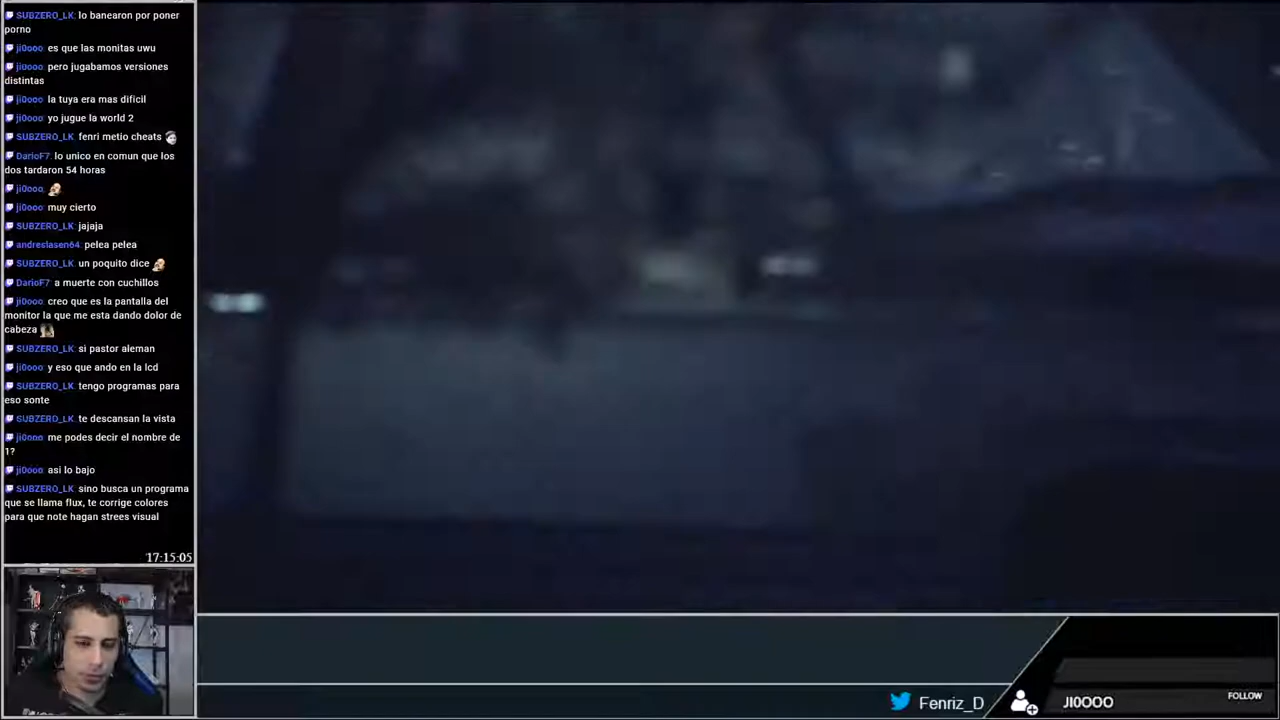 SUBZERO_LK: lo banearon por poner
porno
ji0ooo: es que las monitas uwu
ji0ooo: pero jugabamos versiones
distintas
ji0ooo: la tuya era mas dificil
ji0ooo: yo jugue la world 2
SUBZERO_LK: fenri metio cheats
DarioF7: lo unico en comun que los
dos tardaron 54 horas
ji0ooo:
ji0ooo: muy cierto
SUBZERO_LK: jajaja
andreslasen64: pelea pelea
SUBZERO_LK: un poquito dice
DarioF7: a muerte con cuchillos
ji0ooo: creo que es la pantalla del
monitor la que me esta dando dolor de
cabeza
SUBZERO_LK: si pastor aleman
ji0ooo: y eso que ando en la lcd
SUBZERO_LK: tengo programas para
eso sonte
SUBZERO_LK: te descansan la vista
ji0ooo: me podes decir el nombre de
1?
ji0ooo: asi lo bajo
SUBZERO_LK: sino busca un programa
que se llama flux, te corrige colores
para que note hagan strees visual
17:15:05
Fenriz_D
JI0OOO
FOLLOW